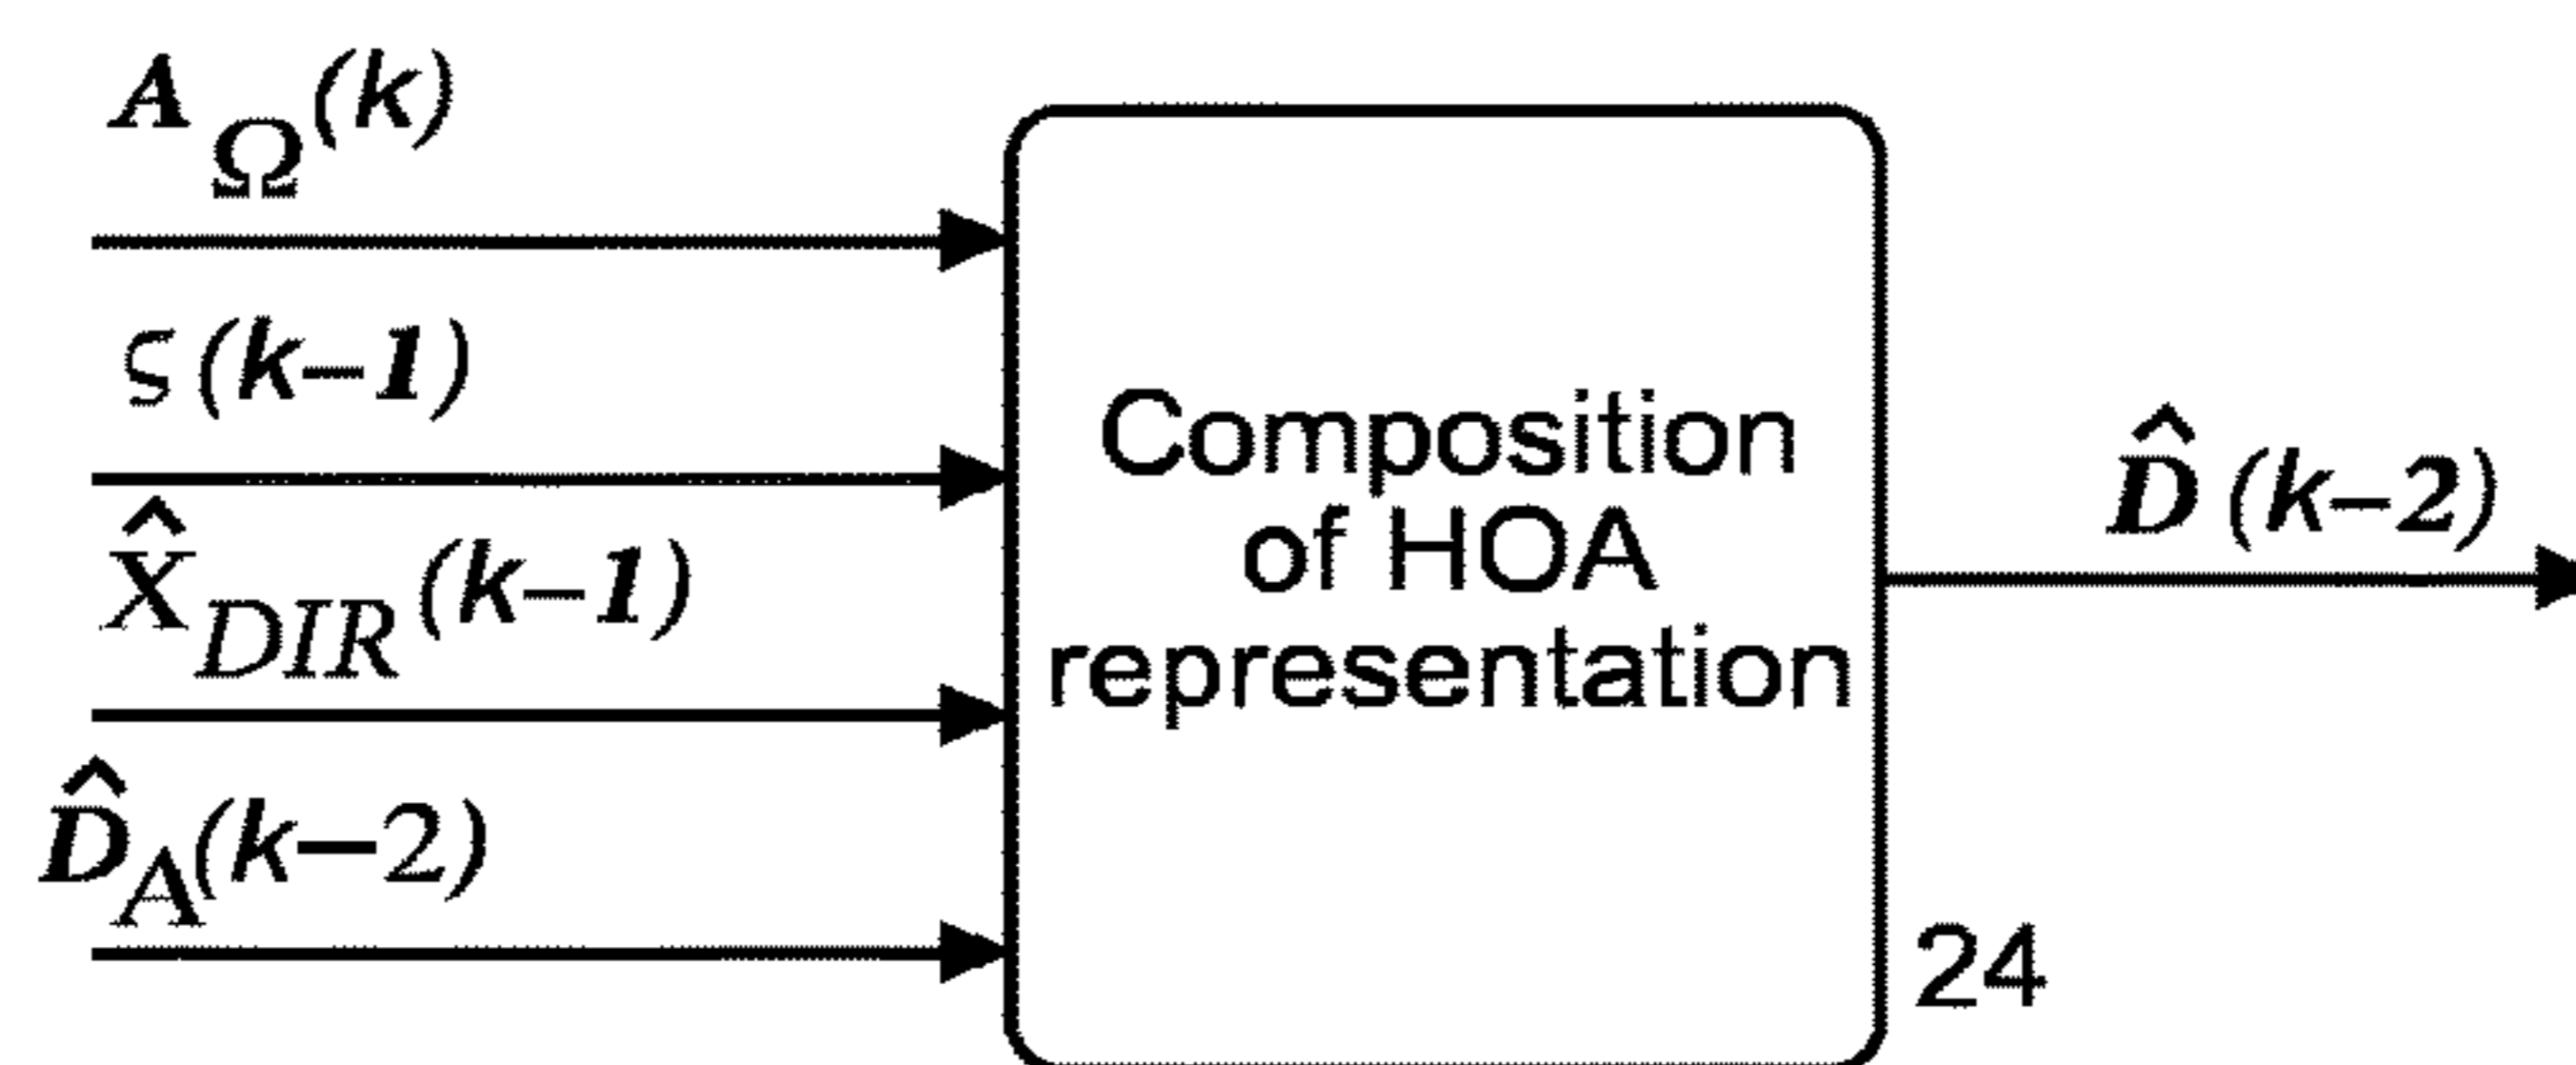 A_Ω(k)
ς(k–1)
X̂_DIR(k–1)
D̂_A(k–2)
Composition
of HOA
representation
D̂(k–2)
24